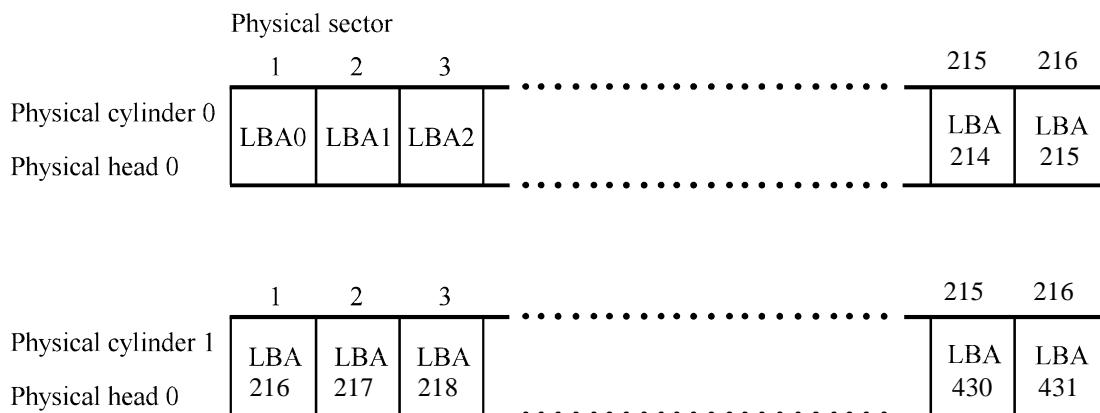 Physical sector
1 2 3 215 216
Physical cylinder 0
Physical head 0
LBA0 LBA1 LBA2 LBA 214 LBA 215
1 2 3 215 216
Physical cylinder 1
Physical head 0
LBA 216 LBA 217 LBA 218 LBA 430 LBA 431